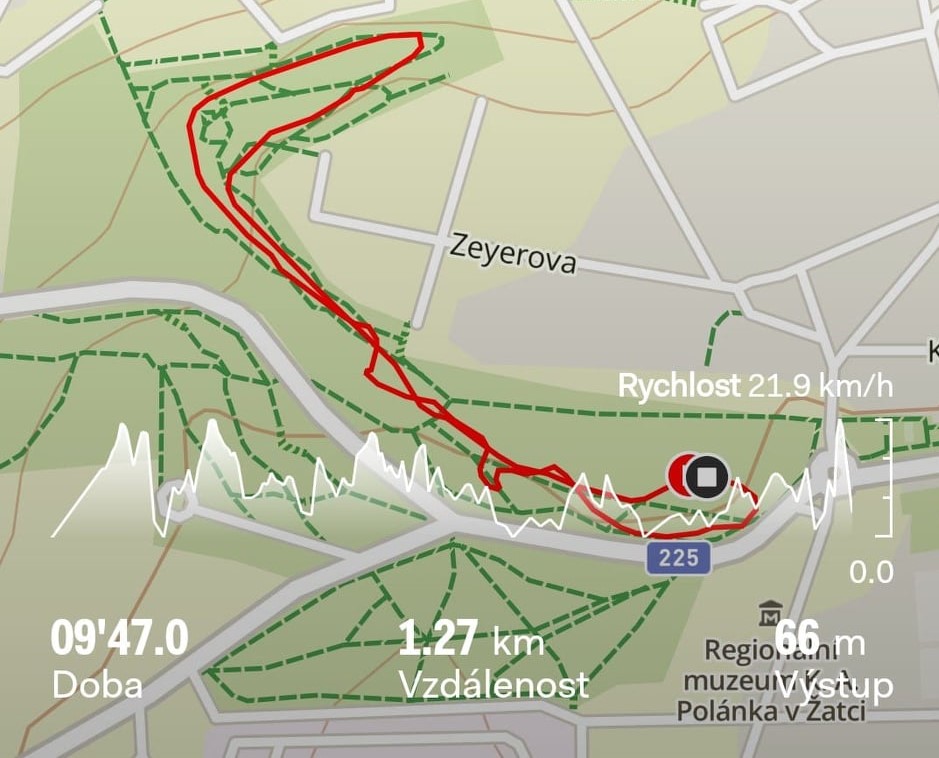 Zeyerova
K
Rychlost 21.9 km/h
225
0.0
09'47.0
Doba
1.27 km
Vzdálenost
66 m
Výstup
Regionální
muzeum K. A.
Polánka v Žatci